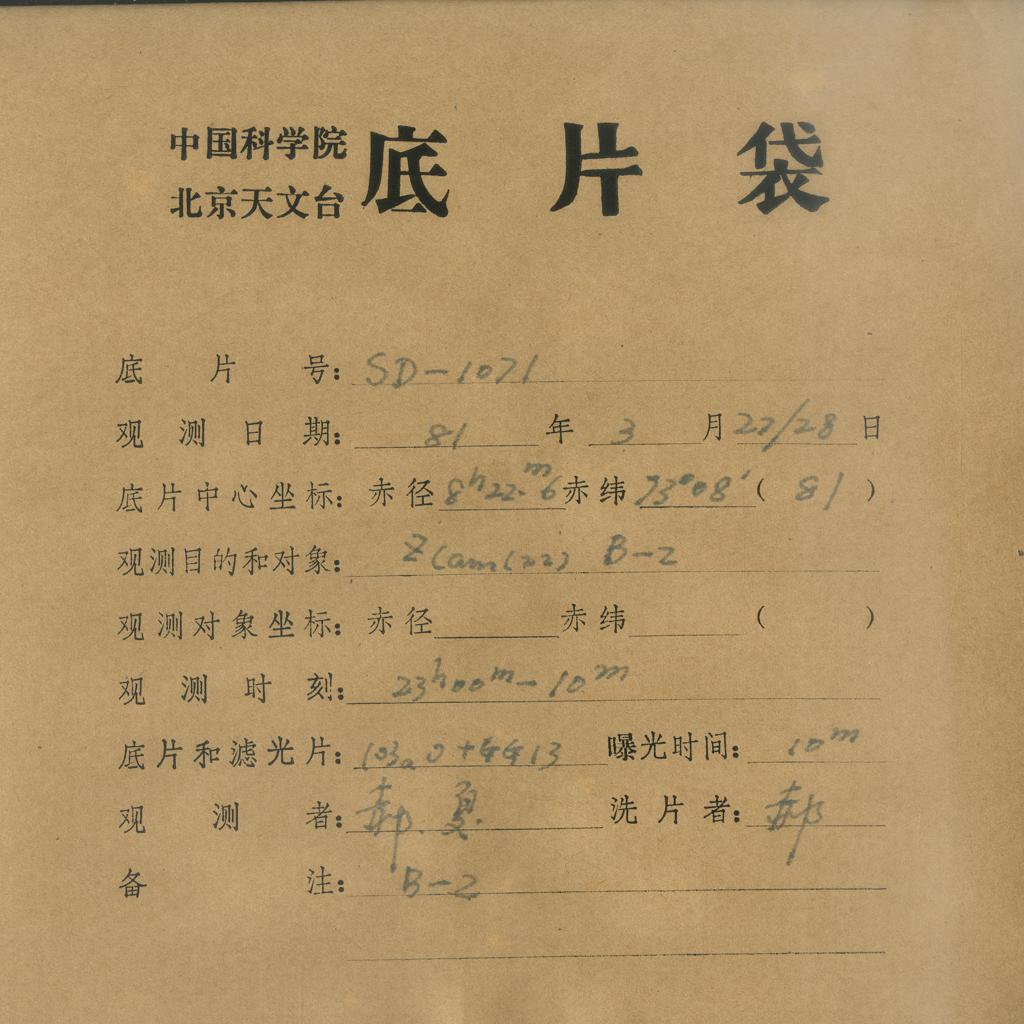 中国科学院
北京天文台
底片袋
底片号: SD-1071
观测日期: 81 年 3 月 27/28 日
底片中心坐标: 赤径 8h22.m6 赤纬 73°08′ ( 81 )
观测目的和对象: Z Cam(22) B-2
观测对象坐标: 赤径 赤纬 ( )
观测时刻: 23h00m-10m
底片和滤光片: 103aO+GG13 曝光时间: 10m
观测者: 郝. 夏. 洗片者: 郝
备注: B-2